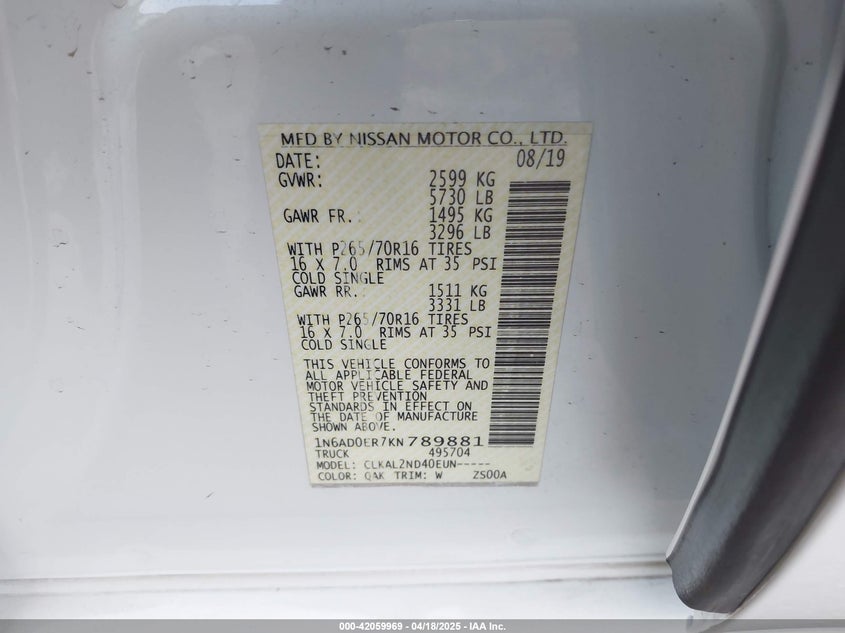 MFD BY NISSAN MOTOR CO., LTD.
DATE: 08/19
GVWR: 2599 KG
5730 LB
GAWR FR.: 1495 KG
3296 LB
WITH P265/70R16 TIRES
16 X 7.0 RIMS AT 35 PSI
COLD SINGLE
GAWR RR.: 1511 KG
3331 LB
WITH P265/70R16 TIRES
16 X 7.0 RIMS AT 35 PSI
COLD SINGLE
THIS VEHICLE CONFORMS TO
ALL APPLICABLE FEDERAL
MOTOR VEHICLE SAFETY AND
THEFT PREVENTION
STANDARDS IN EFFECT ON
THE DATE OF MANUFACTURE
SHOWN ABOVE.
1N6AD0ER7KN789881
TRUCK 495704
MODEL: CLKAL2ND40EUN-----
COLOR: QAK TRIM: W ZS00A
000-42059969 - 04/18/2025 - IAA Inc.